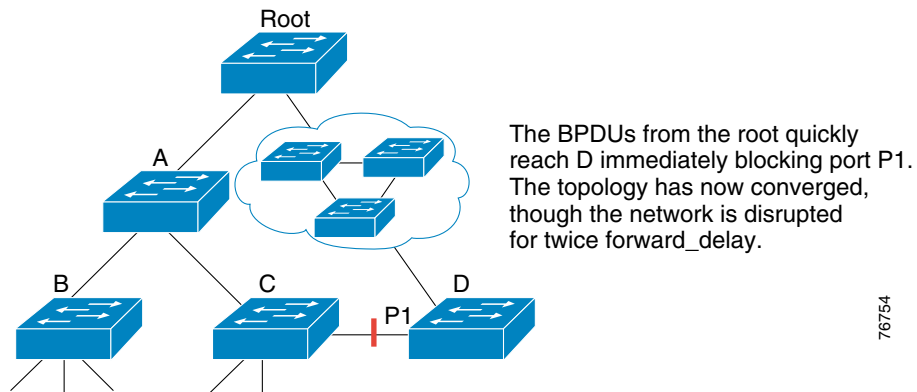 Root
A
The BPDUs from the root quickly
reach D immediately blocking port P1.
The topology has now converged,
though the network is disrupted
for twice forward_delay.
B
C
P1
D
76754